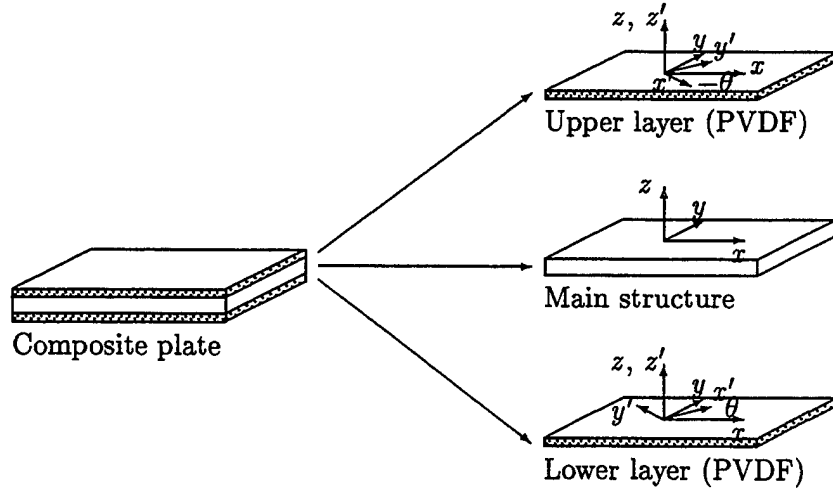 z, z′
y
y′
x
x′
−θ
Upper layer (PVDF)
z
y
x
Main structure
Composite plate
z, z′
y
x′
y′
θ
x
Lower layer (PVDF)